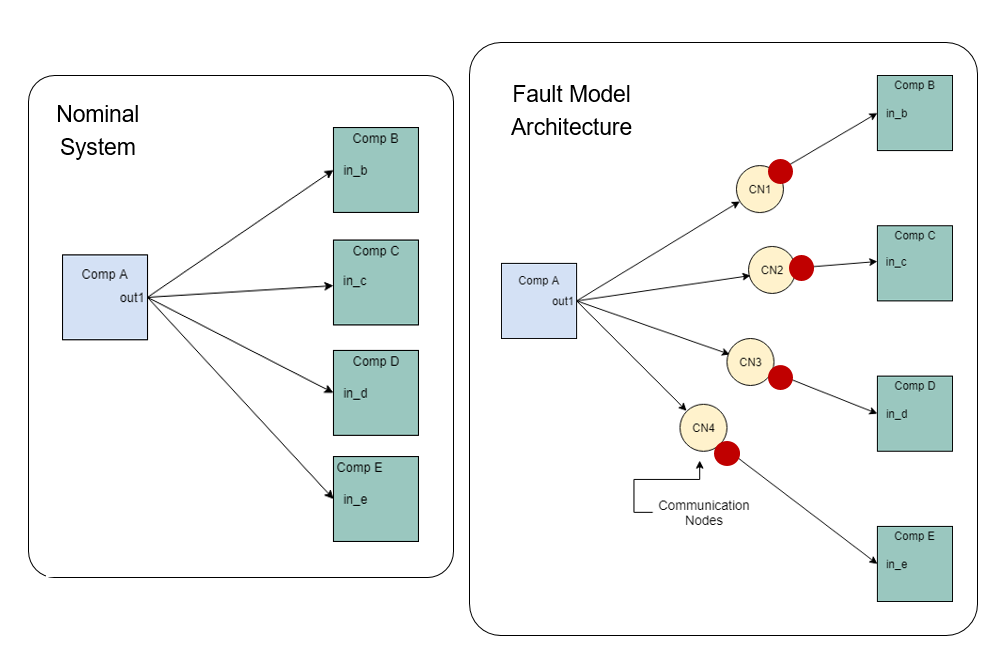 Nominal
System
Comp A
out1
Comp B
in_b
Comp C
in_c
Comp D
in_d
Comp E
in_e
Fault Model
Architecture
Comp A
out1
CN1
CN2
CN3
CN4
Communication
Nodes
Comp B
in_b
Comp C
in_c
Comp D
in_d
Comp E
in_e